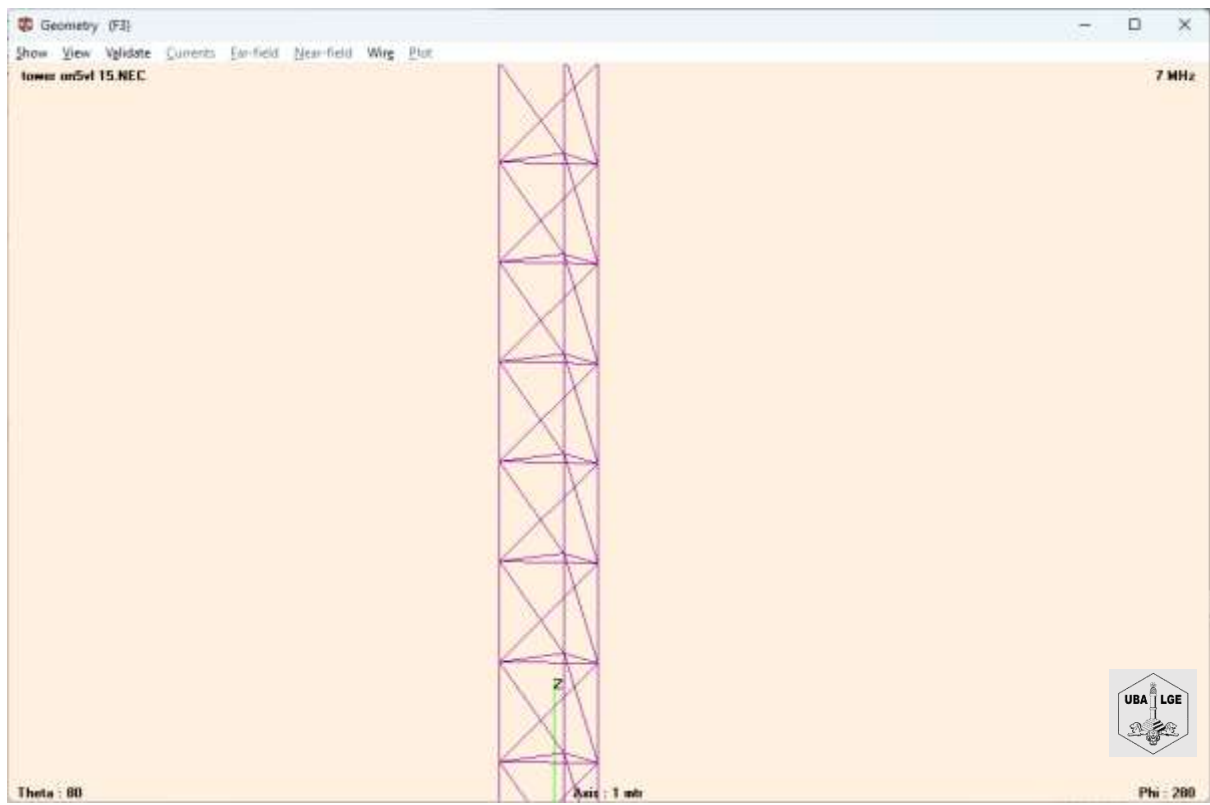 Geometry (F3)
Show View Validate Currents Far-field Near-field Wire Plot
tower on5vl 15.NEC
7 MHz
Z
UBA LGE
Theta : 80
Axis : 1 mtr
Phi : 280